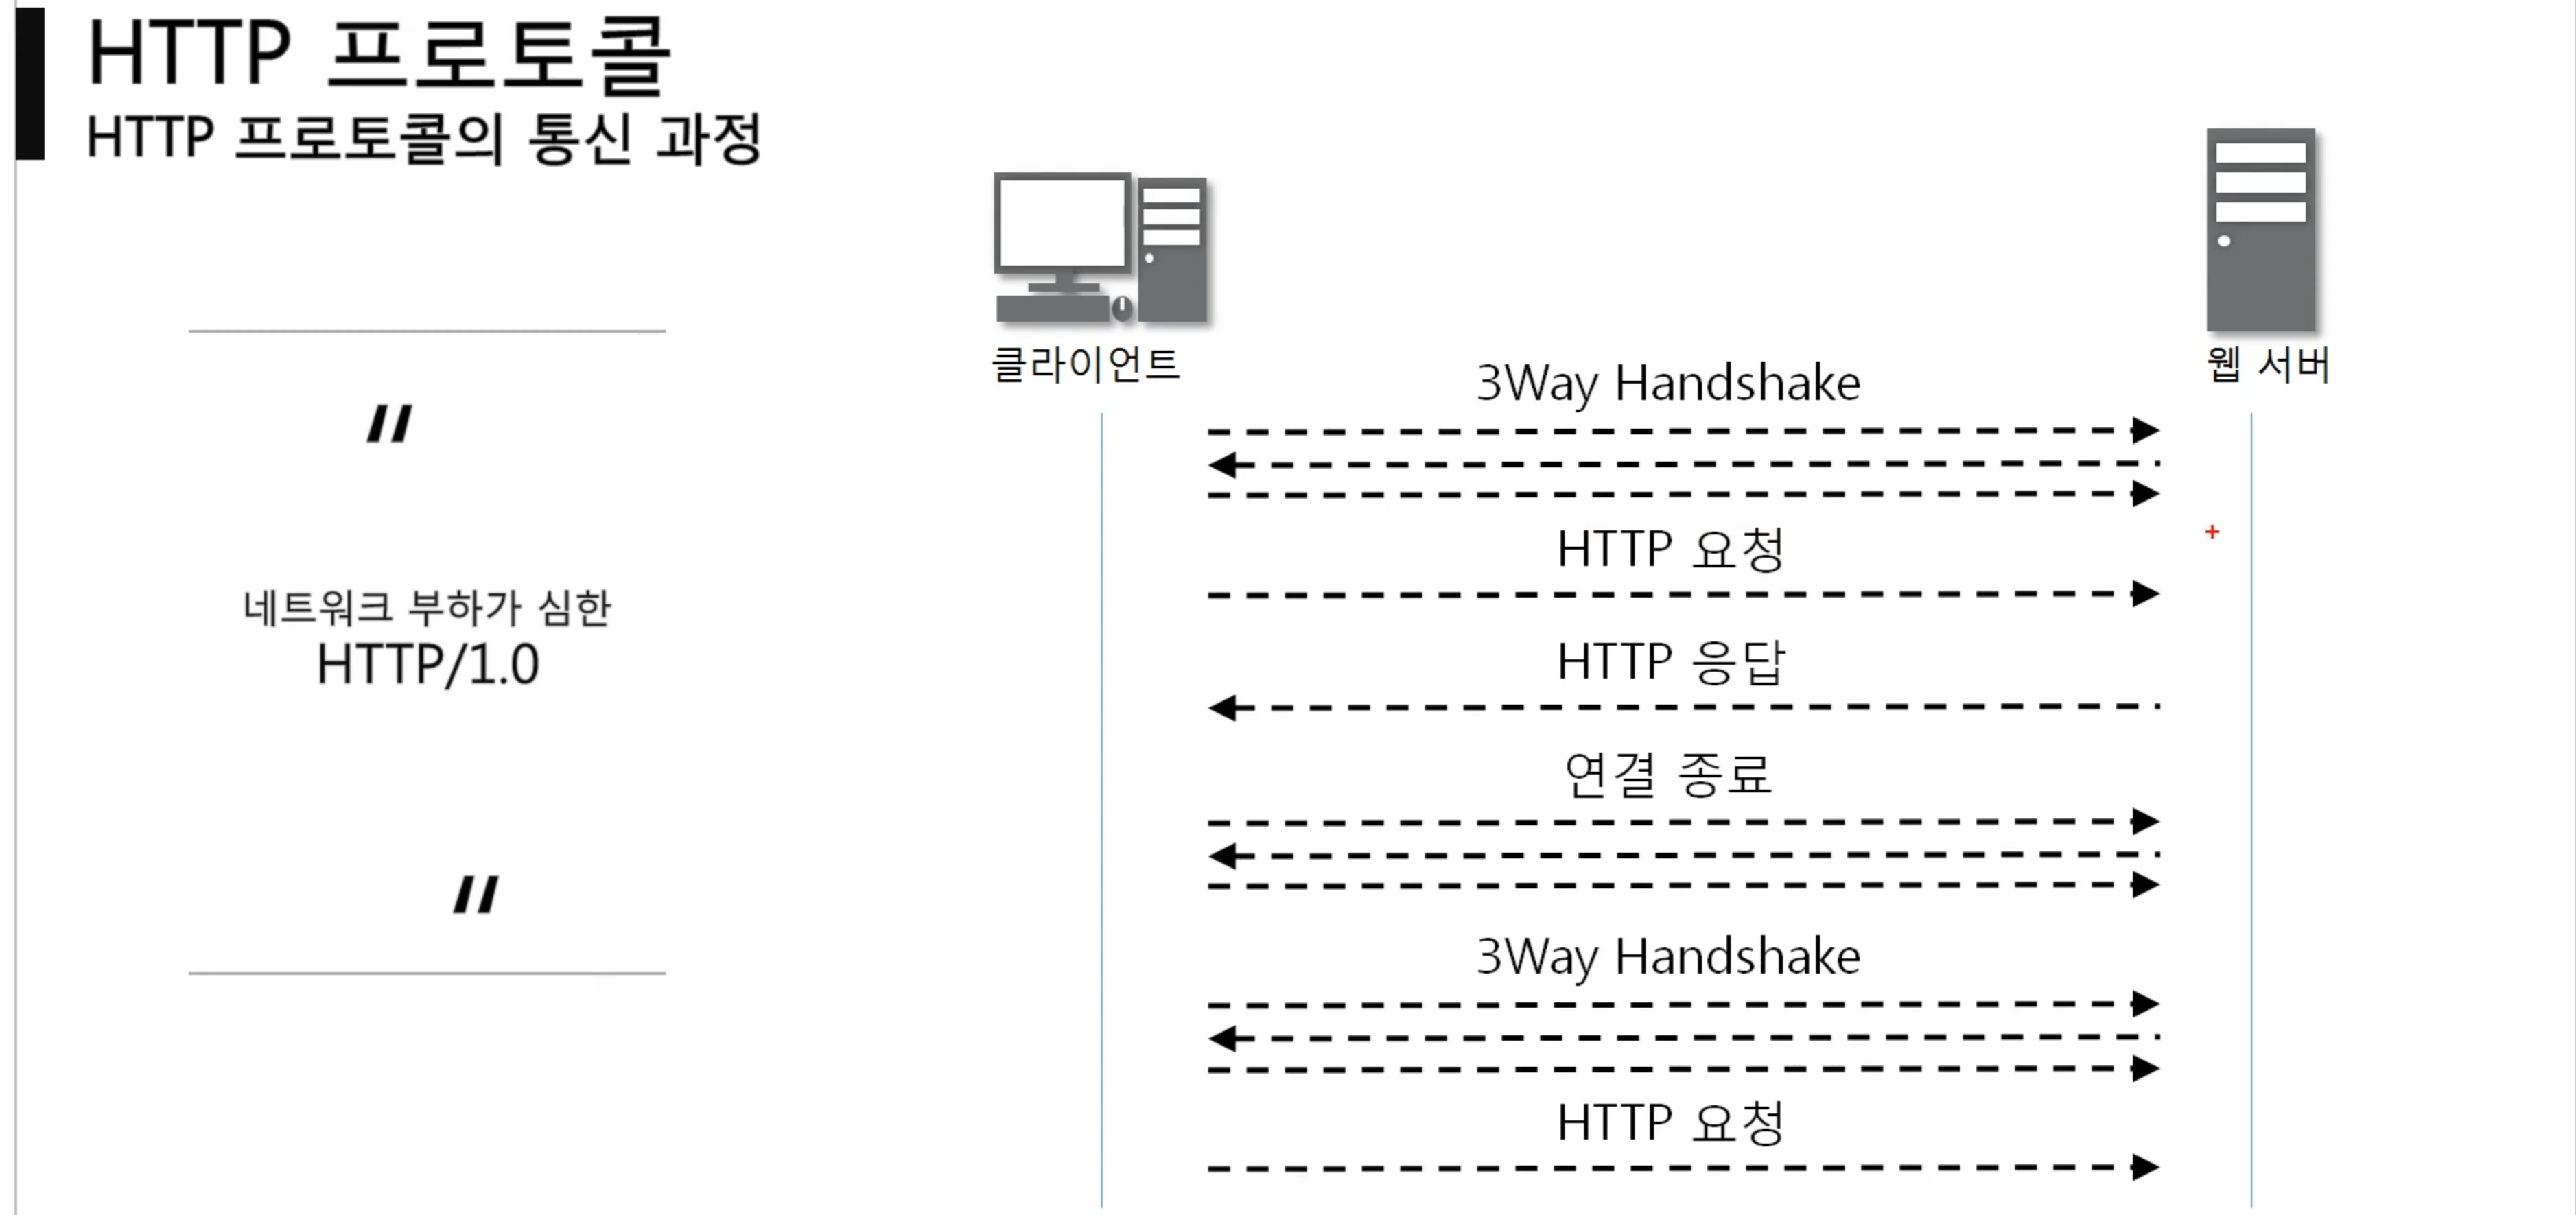 HTTP 프로토콜
HTTP 프로토콜의 통신 과정
"
네트워크 부하가 심한
HTTP/1.0
"
클라이언트
웹 서버
3Way Handshake
HTTP 요청
HTTP 응답
연결 종료
3Way Handshake
HTTP 요청